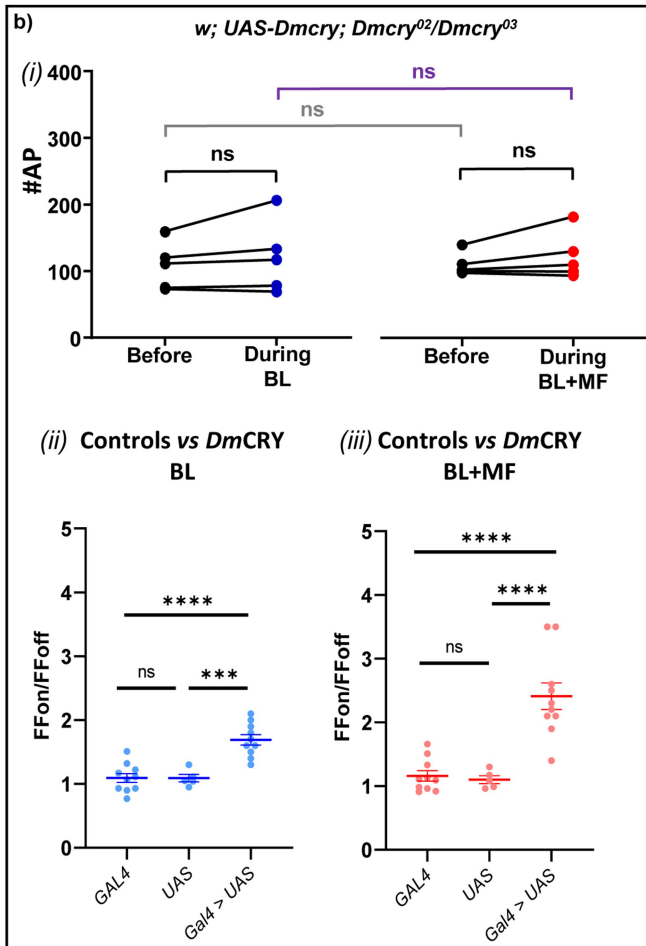 b)
w; UAS-Dmcry; Dmcry02/Dmcry03
(i)
400
300
200
100
0
#AP
ns
ns
ns
ns
Before
During
BL
Before
During
BL+MF
(ii) Controls vs DmCRY
BL
5
4
3
2
1
0
FFon/FFoff
****
ns
***
GAL4
UAS
Gal4 > UAS
(iii) Controls vs DmCRY
BL+MF
5
4
3
2
1
0
FFon/FFoff
****
****
ns
GAL4
UAS
Gal4 > UAS